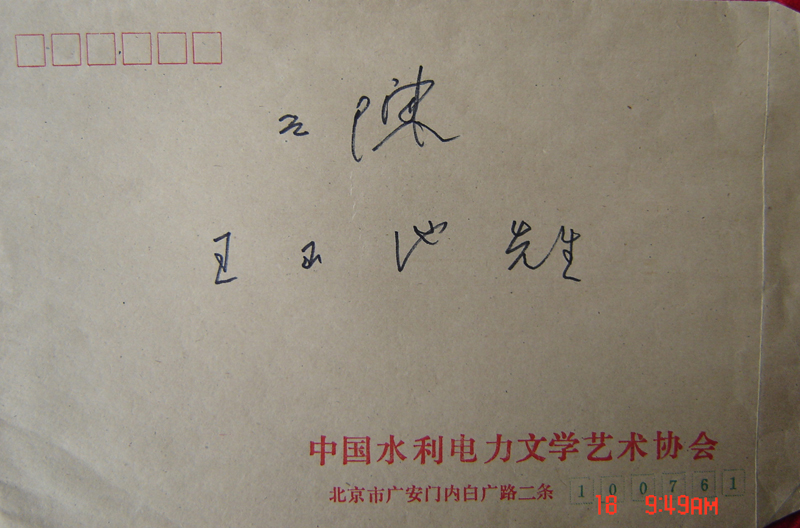 王玉池 先生
中国水利电力文学艺术协会
北京市广安门内白广路二条 100761
18 9:49AM